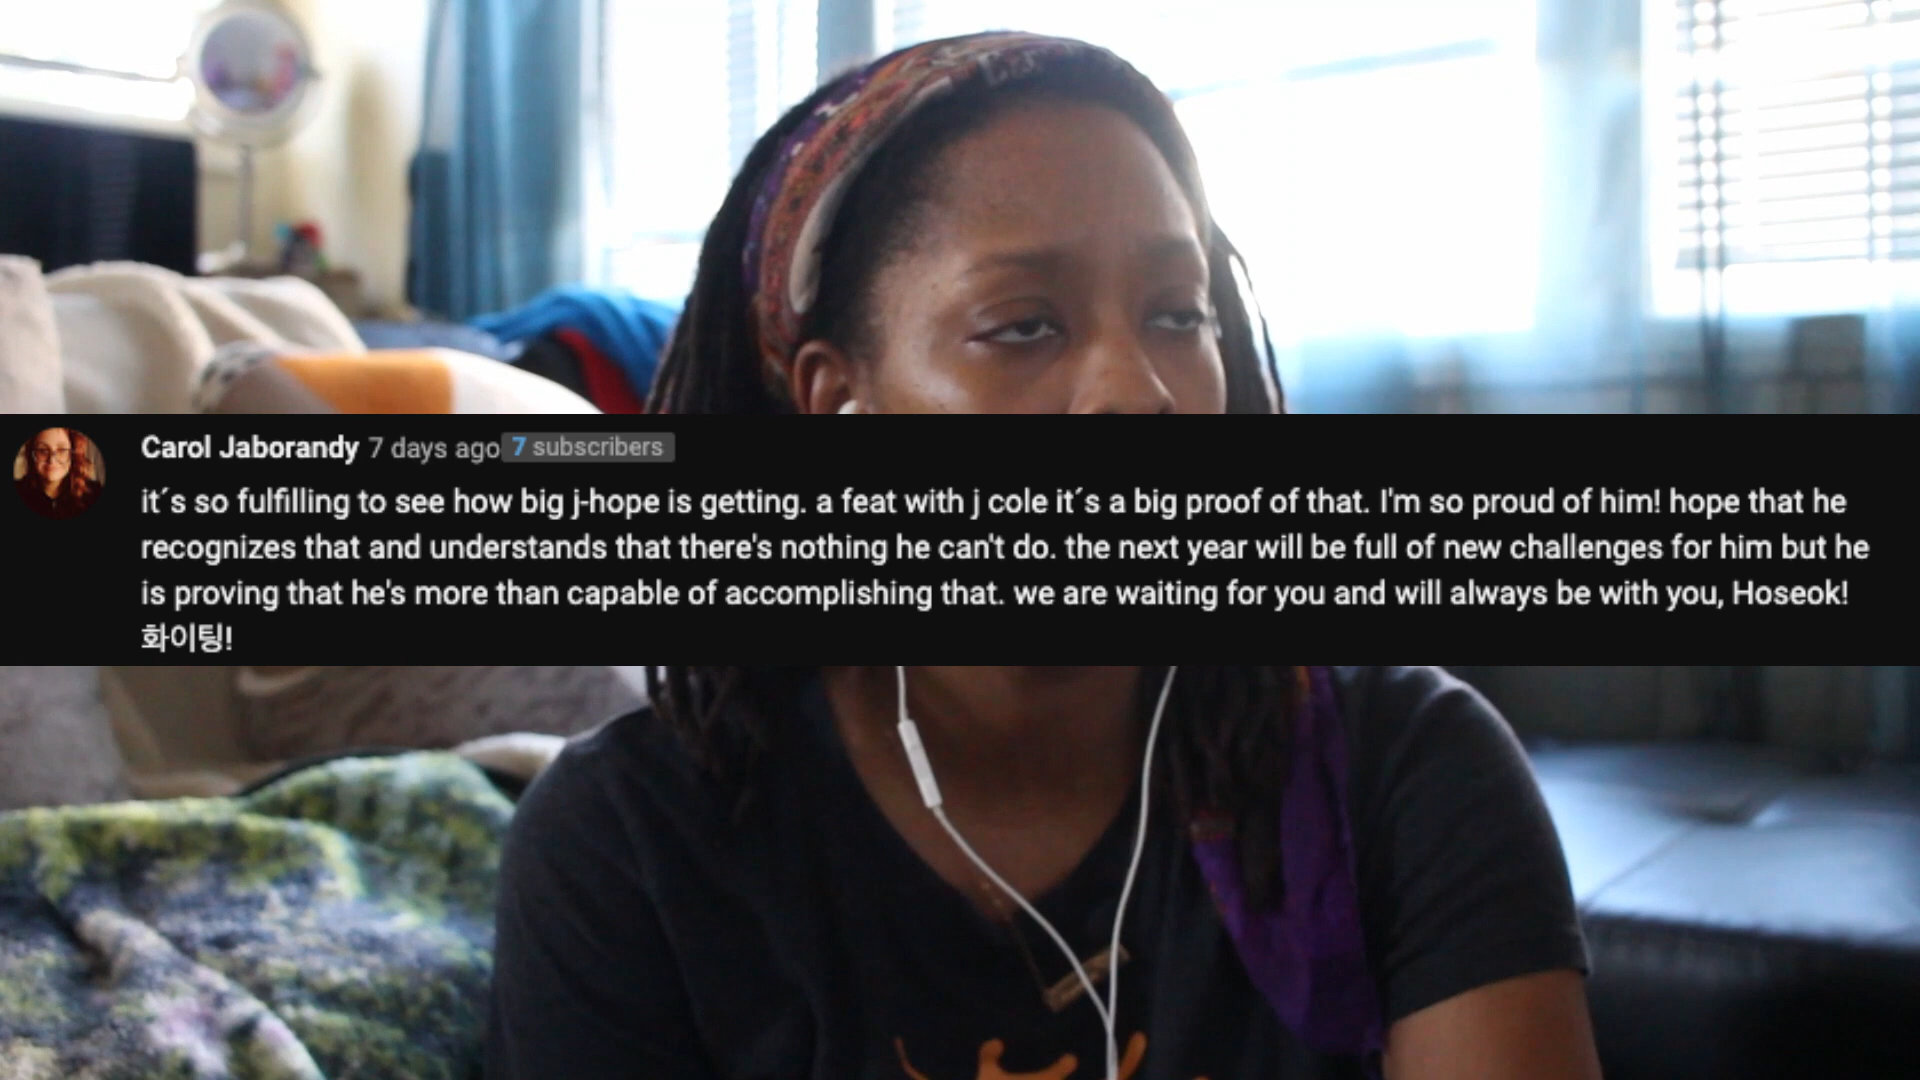 Carol Jaborandy 7 days ago 7 subscribers
it´s so fulfilling to see how big j-hope is getting. a feat with j cole it´s a big proof of that. I'm so proud of him! hope that he
recognizes that and understands that there's nothing he can't do. the next year will be full of new challenges for him but he
is proving that he's more than capable of accomplishing that. we are waiting for you and will always be with you, Hoseok!
화이팅!